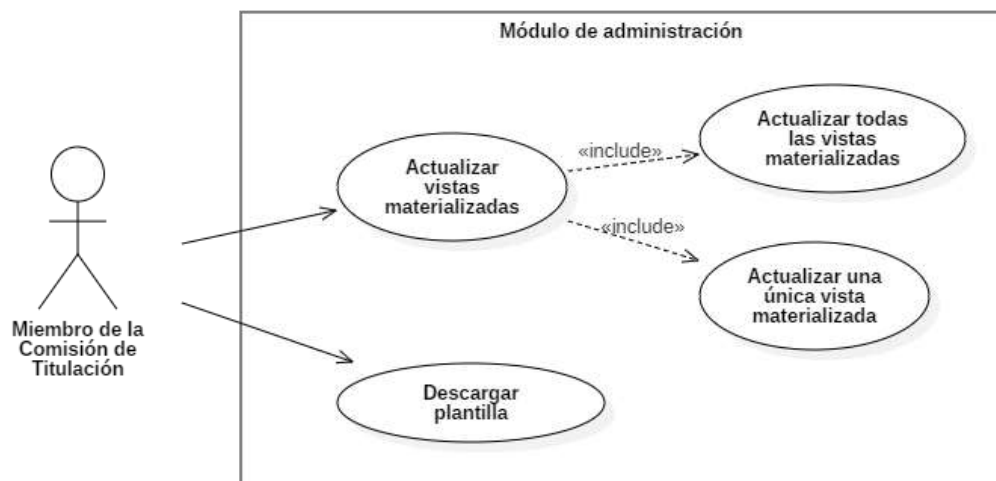 Módulo de administración
Actualizar todas
las vistas
materializadas
«include»
Actualizar
vistas
materializadas
«include»
Actualizar una
única vista
materializada
Miembro de la
Comisión de
Titulación
Descargar
plantilla